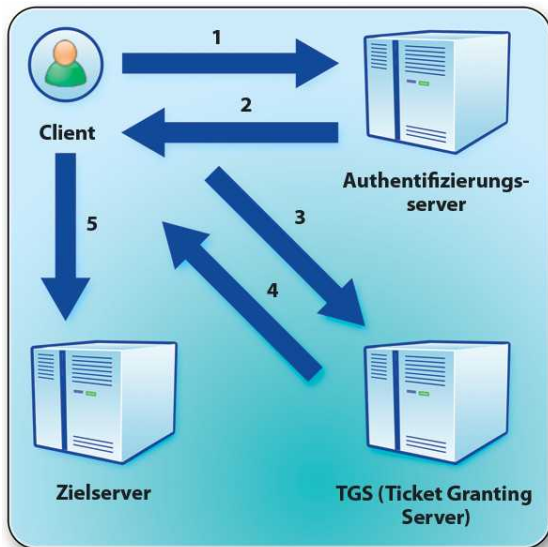 1
2
Client
Authentifizierungs-
server
5
3
4
Zielserver
TGS (Ticket Granting
Server)